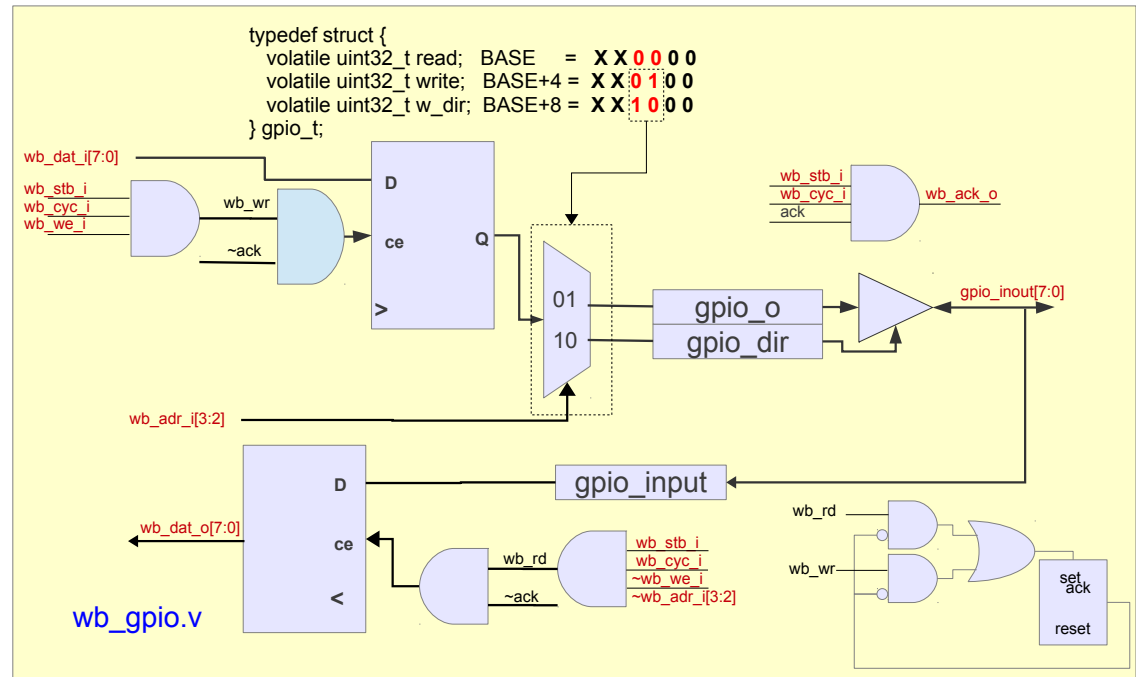 typedef struct {
volatile uint32_t read; BASE = X X 0 0 0 0
volatile uint32_t write; BASE+4 = X X 0 1 0 0
volatile uint32_t w_dir; BASE+8 = X X 1 0 0 0
} gpio_t;
wb_dat_i[7:0]
wb_stb_i
wb_cyc_i
wb_we_i
wb_wr
~ack
D
ce
Q
>
wb_stb_i
wb_cyc_i
ack
wb_ack_o
01
10
gpio_o
gpio_dir
gpio_inout[7:0]
wb_adr_i[3:2]
D
ce
<
gpio_input
wb_dat_o[7:0]
wb_rd
~ack
wb_stb_i
wb_cyc_i
~wb_we_i
~wb_adr_i[3:2]
wb_rd
wb_wr
set
ack
reset
wb_gpio.v